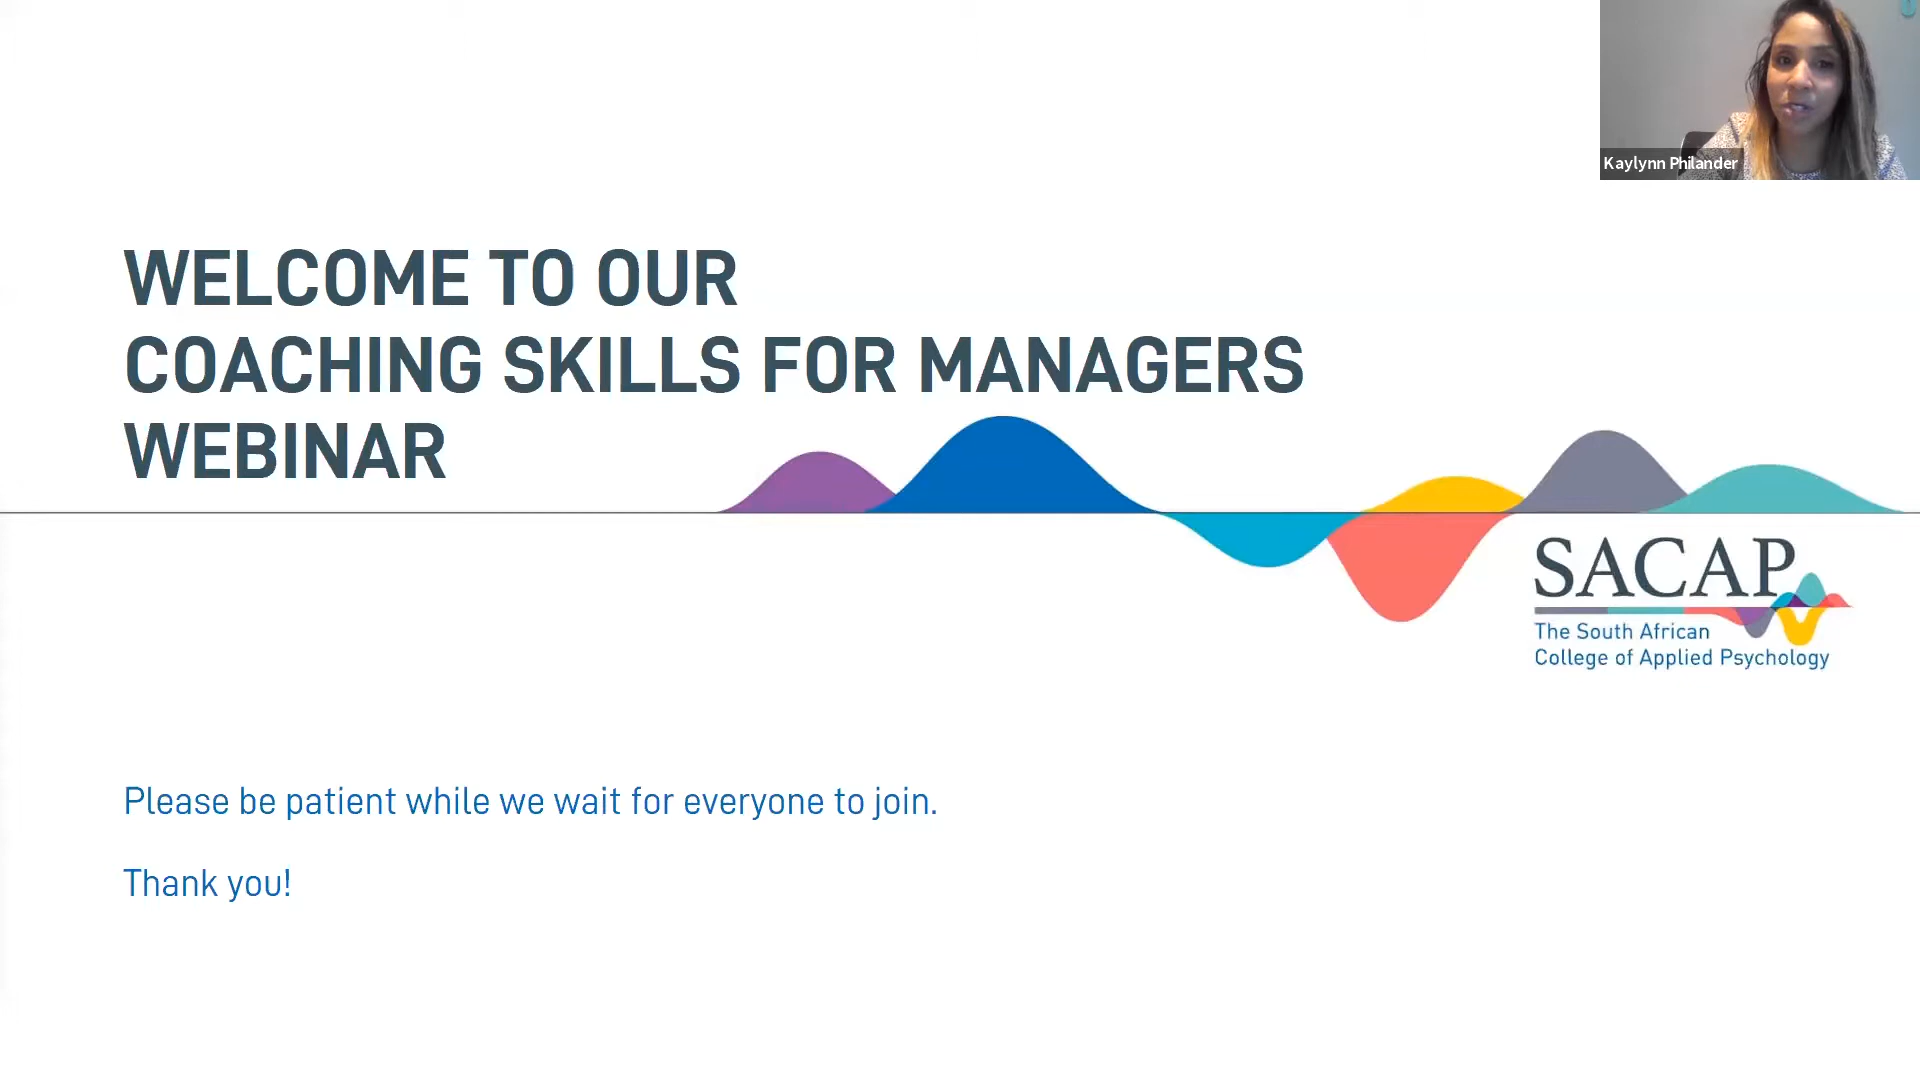 Kaylynn Philander
WELCOME TO OUR
COACHING SKILLS FOR MANAGERS
WEBINAR
SACAP
The South African
College of Applied Psychology
Please be patient while we wait for everyone to join.
Thank you!